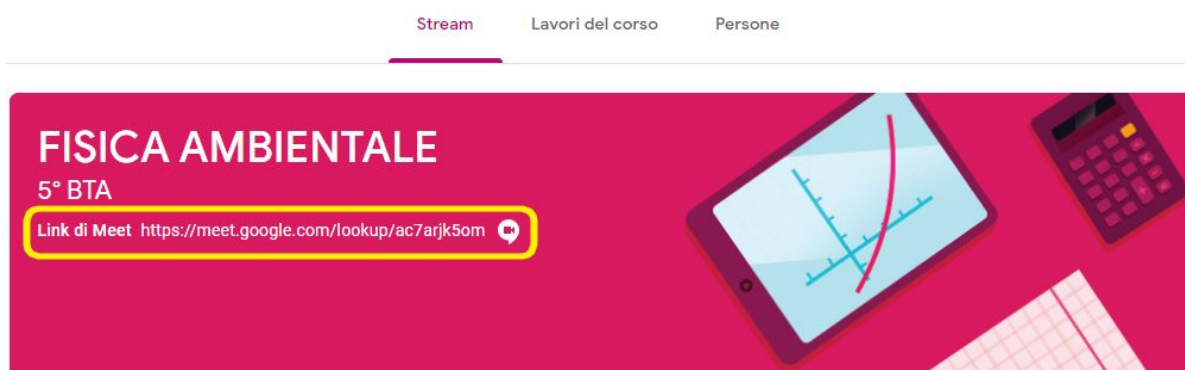 Stream Lavori del corso Persone
FISICA AMBIENTALE
5° BTA
Link di Meet https://meet.google.com/lookup/ac7arjk5om